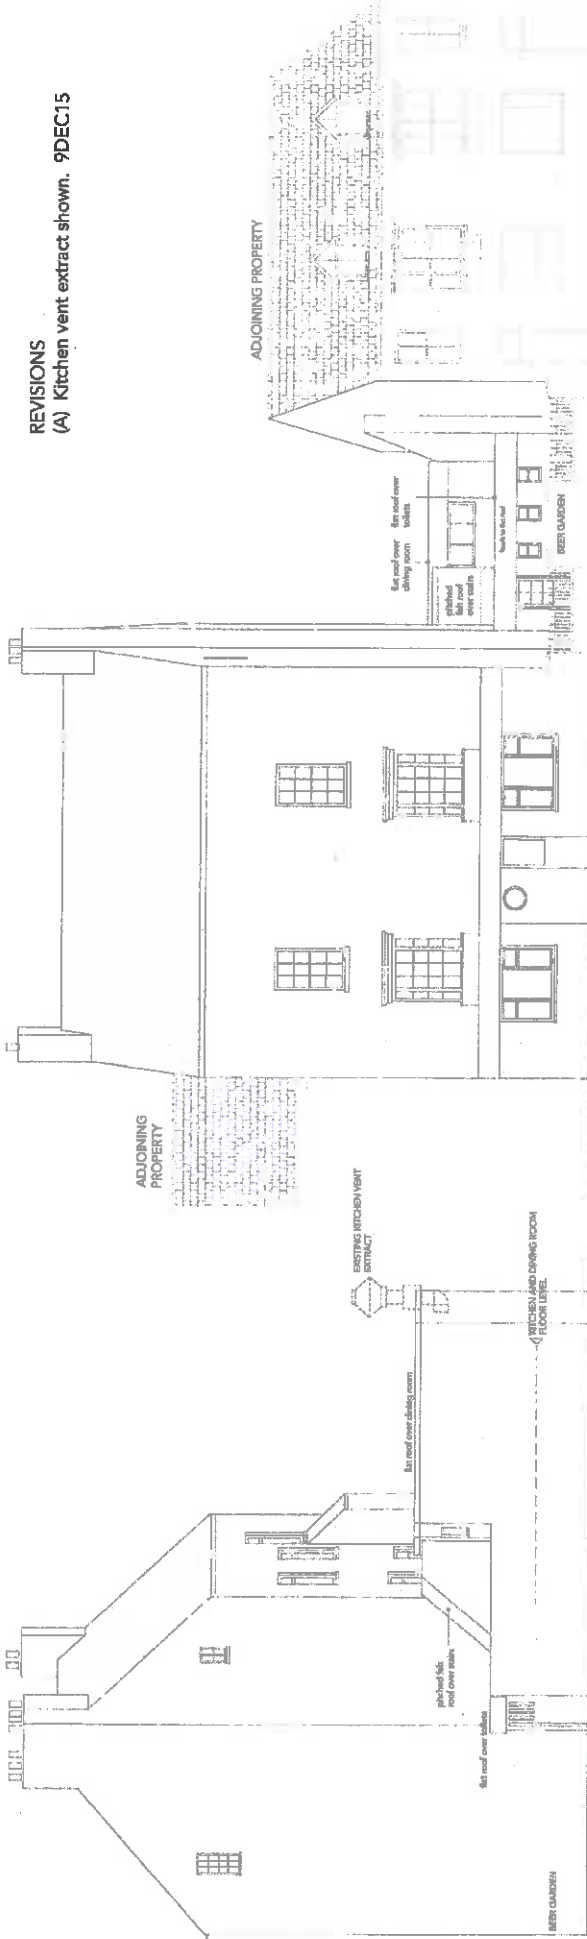 REVISIONS
(A) Kitchen vent extract shown. 9DEC15
ADJOINING PROPERTY
flat roof over
dining room
flat roof over
toilets
pitched
felt roof
over stairs
BEER GARDEN
ADJOINING
PROPERTY
EXISTING KITCHEN VENT
EXTRACT
flat roof over dining room
KITCHEN AND DINING ROOM
FLOOR LEVEL
pitched felt
roof over stairs
flat roof over toilets
BEER GARDEN